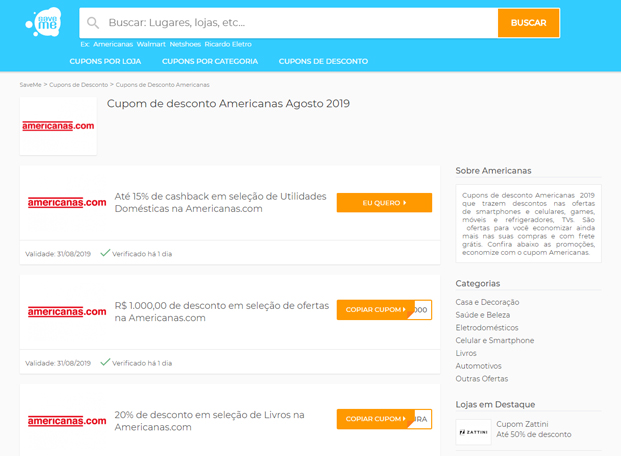 save me
Buscar: Lugares, lojas, etc...
BUSCAR
Ex: Americanas Walmart Netshoes Ricardo Eletro
CUPONS POR LOJA CUPONS POR CATEGORIA CUPONS DE DESCONTO
SaveMe > Cupons de Desconto > Cupons de Desconto Americanas
americanas.com
Cupom de desconto Americanas Agosto 2019
americanas.com
Até 15% de cashback em seleção de Utilidades
Domésticas na Americanas.com
EU QUERO
Validade: 31/08/2019 Verificado há 1 dia
americanas.com
R$ 1.000,00 de desconto em seleção de ofertas
na Americanas.com
COPIAR CUPOM 000
Validade: 31/08/2019 Verificado há 1 dia
americanas.com
20% de desconto em seleção de Livros na
Americanas.com
COPIAR CUPOM IRA
Sobre Americanas
Cupons de desconto Americanas 2019
que trazem descontos nas ofertas
de smartphones e celulares, games,
móveis e refrigeradores, TVs. São
ofertas para você economizar ainda
mais nas suas compras e com frete
grátis. Confira abaixo as promoções,
economize com o cupom Americanas.
Categorias
Casa e Decoração
Saúde e Beleza
Eletrodomésticos
Celular e Smartphone
Livros
Automotivos
Outras Ofertas
Lojas em Destaque
ZATTINI
Cupom Zattini
Até 50% de desconto